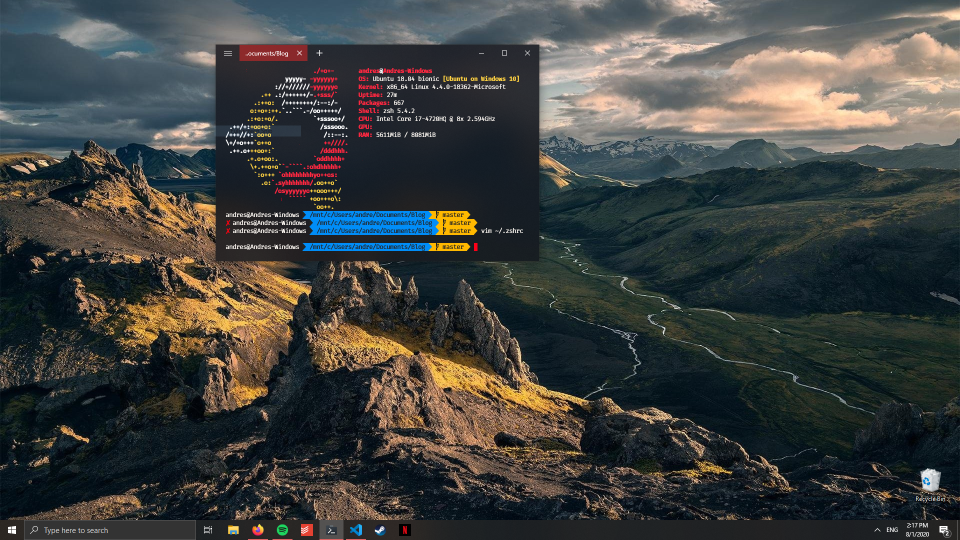 .ocuments/Blog
andres@Andres-Windows
OS: Ubuntu 18.04 bionic [Ubuntu on Windows 10]
Kernel: x86_64 Linux 4.4.0-18362-Microsoft
Uptime: 27m
Packages: 667
Shell: zsh 5.4.2
CPU: Intel Core i7-4720HQ @ 8x 2.594GHz
GPU:
RAM: 5611MiB / 8081MiB
andres@Andres-Windows /mnt/c/Users/andre/Documents/Blog master
✗ andres@Andres-Windows /mnt/c/Users/andre/Documents/Blog master
✗ andres@Andres-Windows /mnt/c/Users/andre/Documents/Blog master vim ~/.zshrc
andres@Andres-Windows /mnt/c/Users/andre/Documents/Blog master
Recycle Bin
Type here to search
ENG
2:17 PM
8/1/2020
2